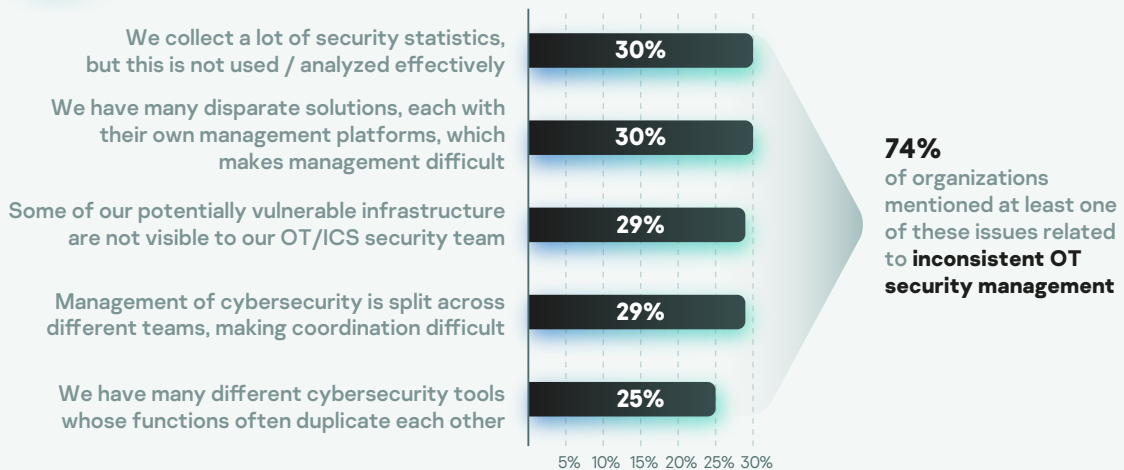 We collect a lot of security statistics,
but this is not used / analyzed effectively
30%
We have many disparate solutions, each with
their own management platforms, which
makes management difficult
30%
Some of our potentially vulnerable infrastructure
are not visible to our OT/ICS security team
29%
Management of cybersecurity is split across
different teams, making coordination difficult
29%
We have many different cybersecurity tools
whose functions often duplicate each other
25%
5% 10% 15% 20% 25% 30%
74%
of organizations
mentioned at least one
of these issues related
to inconsistent OT
security management